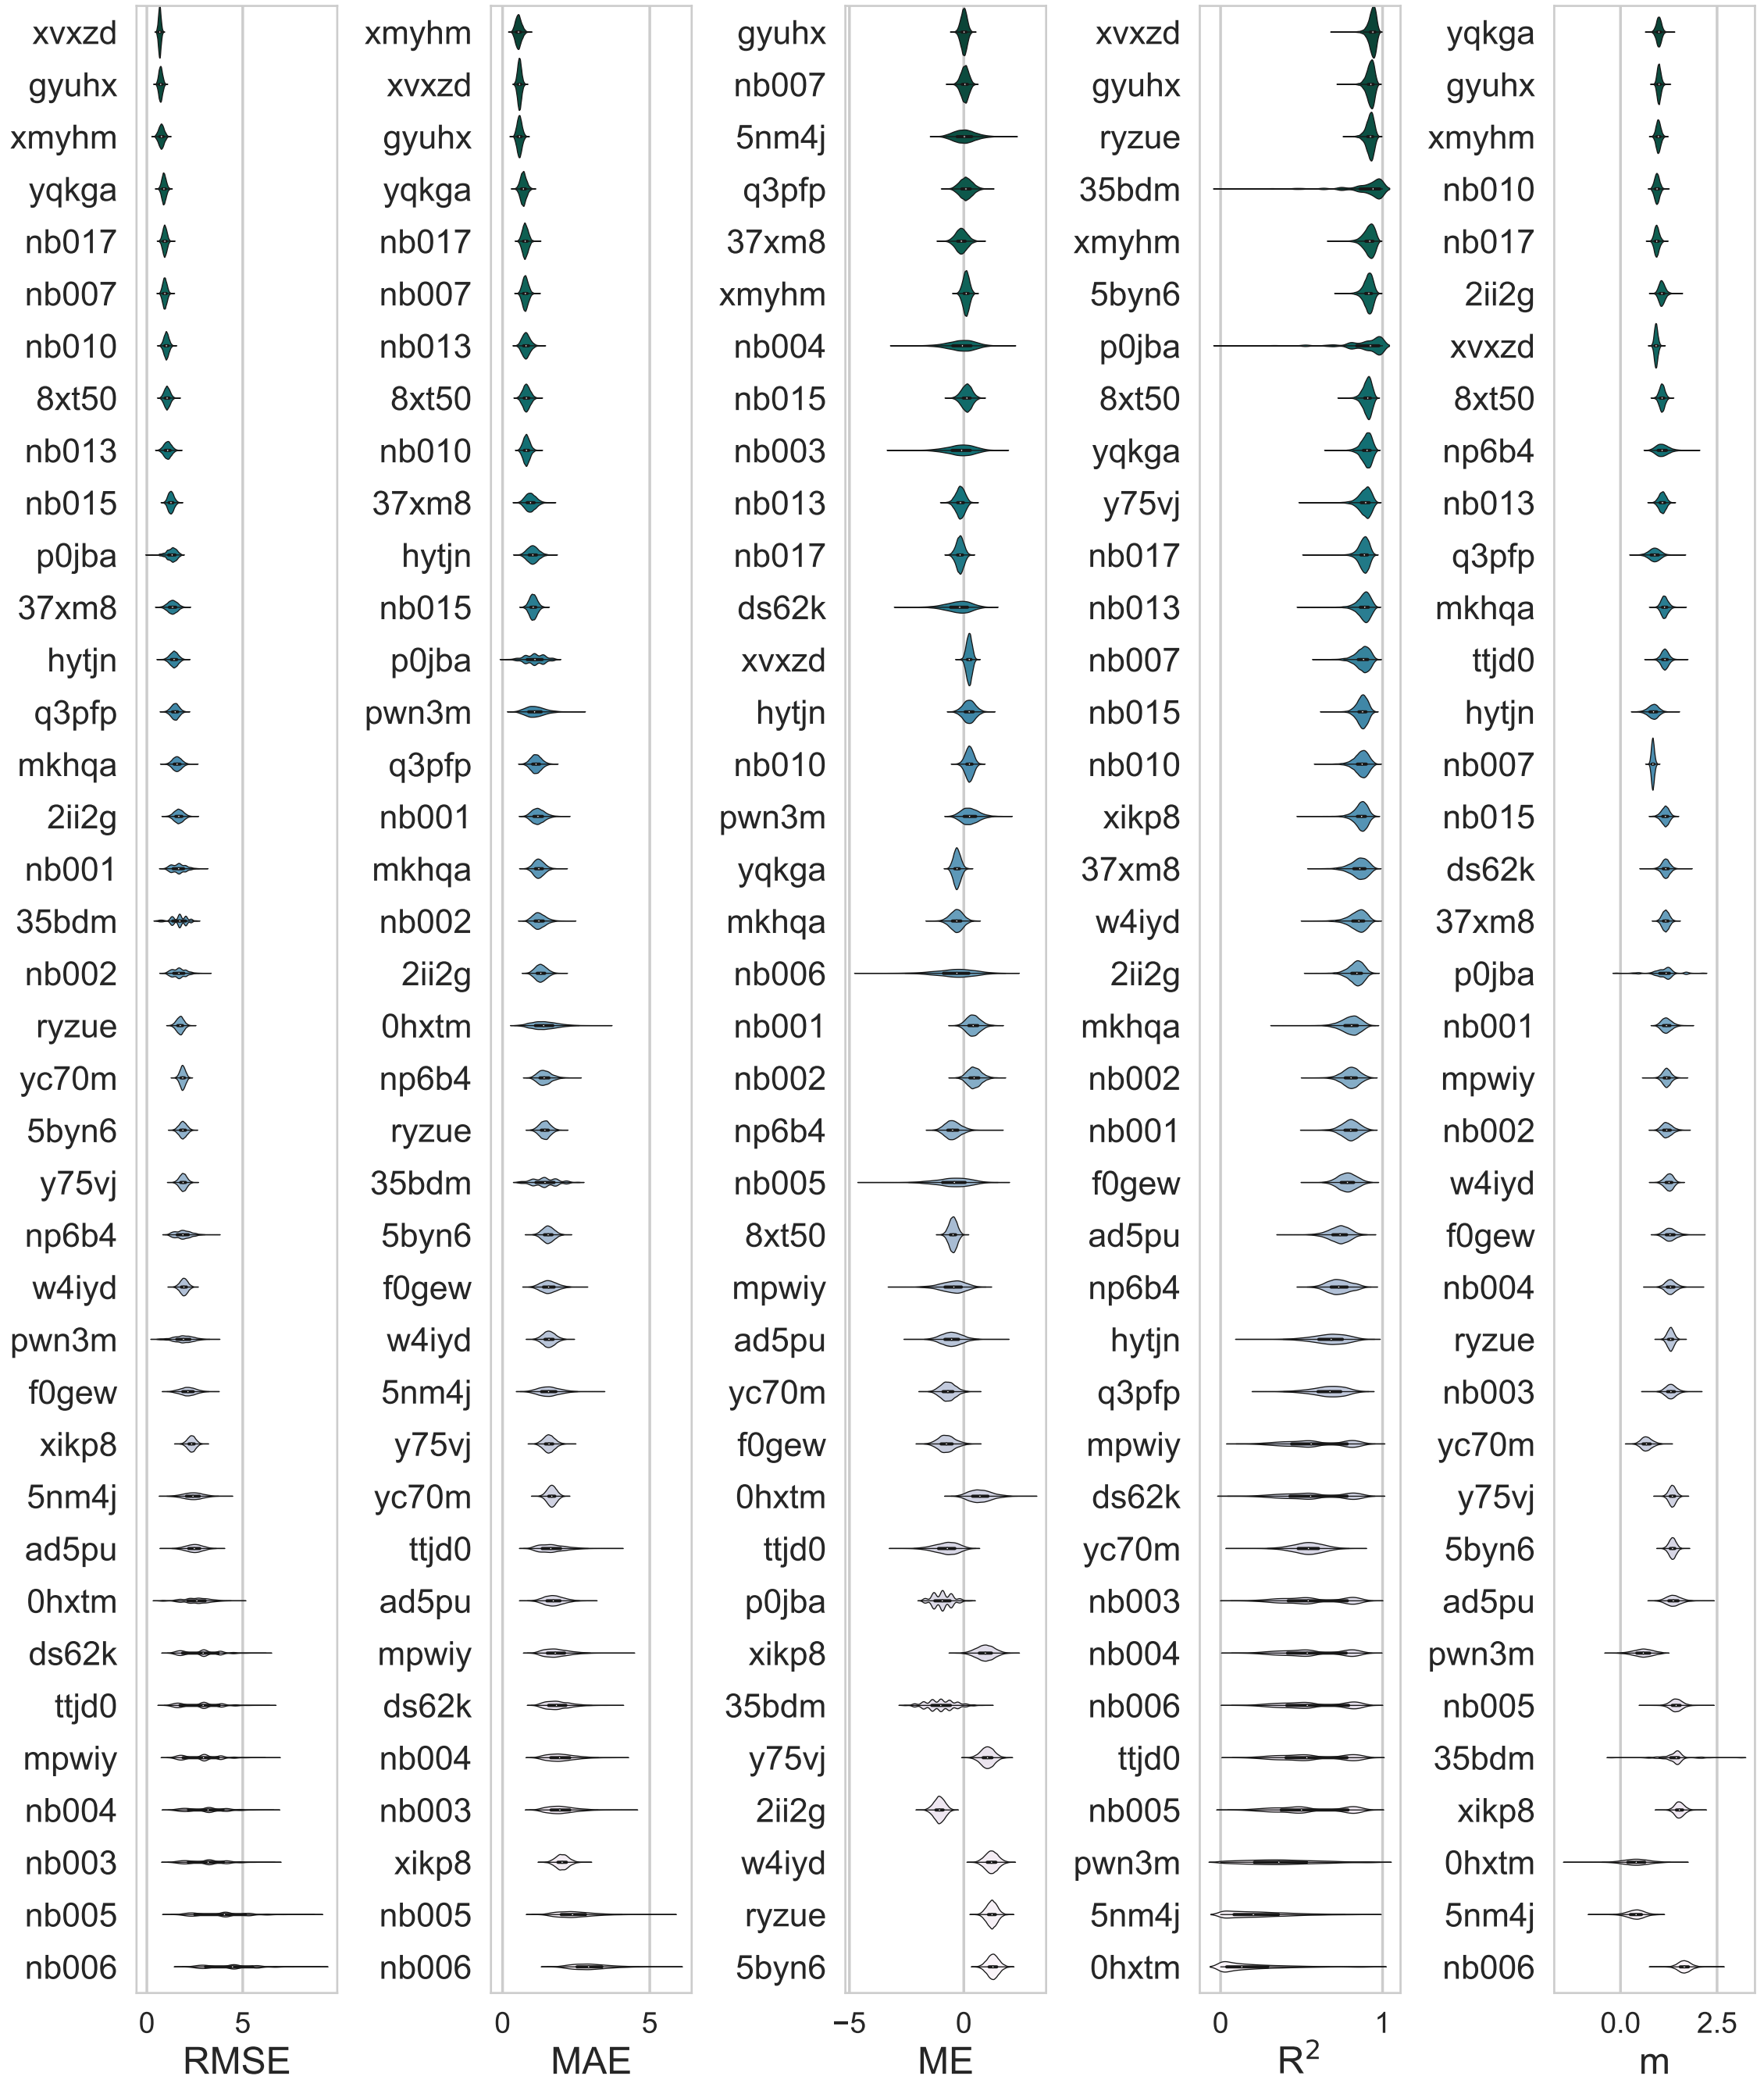 xvxzd xmyhm gyuhx xvxzd yqkga
gyuhx xvxzd nb007 gyuhx gyuhx
xmyhm gyuhx 5nm4j ryzue xmyhm
yqkga yqkga q3pfp 35bdm nb010
nb017 nb017 37xm8 xmyhm nb017
nb007 nb007 xmyhm 5byn6 2ii2g
nb010 nb013 nb004 p0jba xvxzd
8xt50 8xt50 nb015 8xt50 8xt50
nb013 nb010 nb003 yqkga np6b4
nb015 37xm8 nb013 y75vj nb013
p0jba hytjn nb017 nb017 q3pfp
37xm8 nb015 ds62k nb013 mkhqa
hytjn p0jba xvxzd nb007 ttjd0
q3pfp pwn3m hytjn nb015 hytjn
mkhqa q3pfp nb010 nb010 nb007
2ii2g nb001 pwn3m xikp8 nb015
nb001 mkhqa yqkga 37xm8 ds62k
35bdm nb002 mkhqa w4iyd 37xm8
nb002 2ii2g nb006 2ii2g p0jba
ryzue 0hxtm nb001 mkhqa nb001
yc70m np6b4 nb002 nb002 mpwiy
5byn6 ryzue np6b4 nb001 nb002
y75vj 35bdm nb005 f0gew w4iyd
np6b4 5byn6 8xt50 ad5pu f0gew
w4iyd f0gew mpwiy np6b4 nb004
pwn3m w4iyd ad5pu hytjn ryzue
f0gew 5nm4j yc70m q3pfp nb003
xikp8 y75vj f0gew mpwiy yc70m
5nm4j yc70m 0hxtm ds62k y75vj
ad5pu ttjd0 ttjd0 yc70m 5byn6
0hxtm ad5pu p0jba nb003 ad5pu
ds62k mpwiy xikp8 nb004 pwn3m
ttjd0 ds62k 35bdm nb006 nb005
mpwiy nb004 y75vj ttjd0 35bdm
nb004 nb003 2ii2g nb005 xikp8
nb003 xikp8 w4iyd pwn3m 0hxtm
nb005 nb005 ryzue 5nm4j 5nm4j
nb006 nb006 5byn6 0hxtm nb006
0 5 0 5 −5 0 0 1 0.0 2.5
RMSE MAE ME R² m